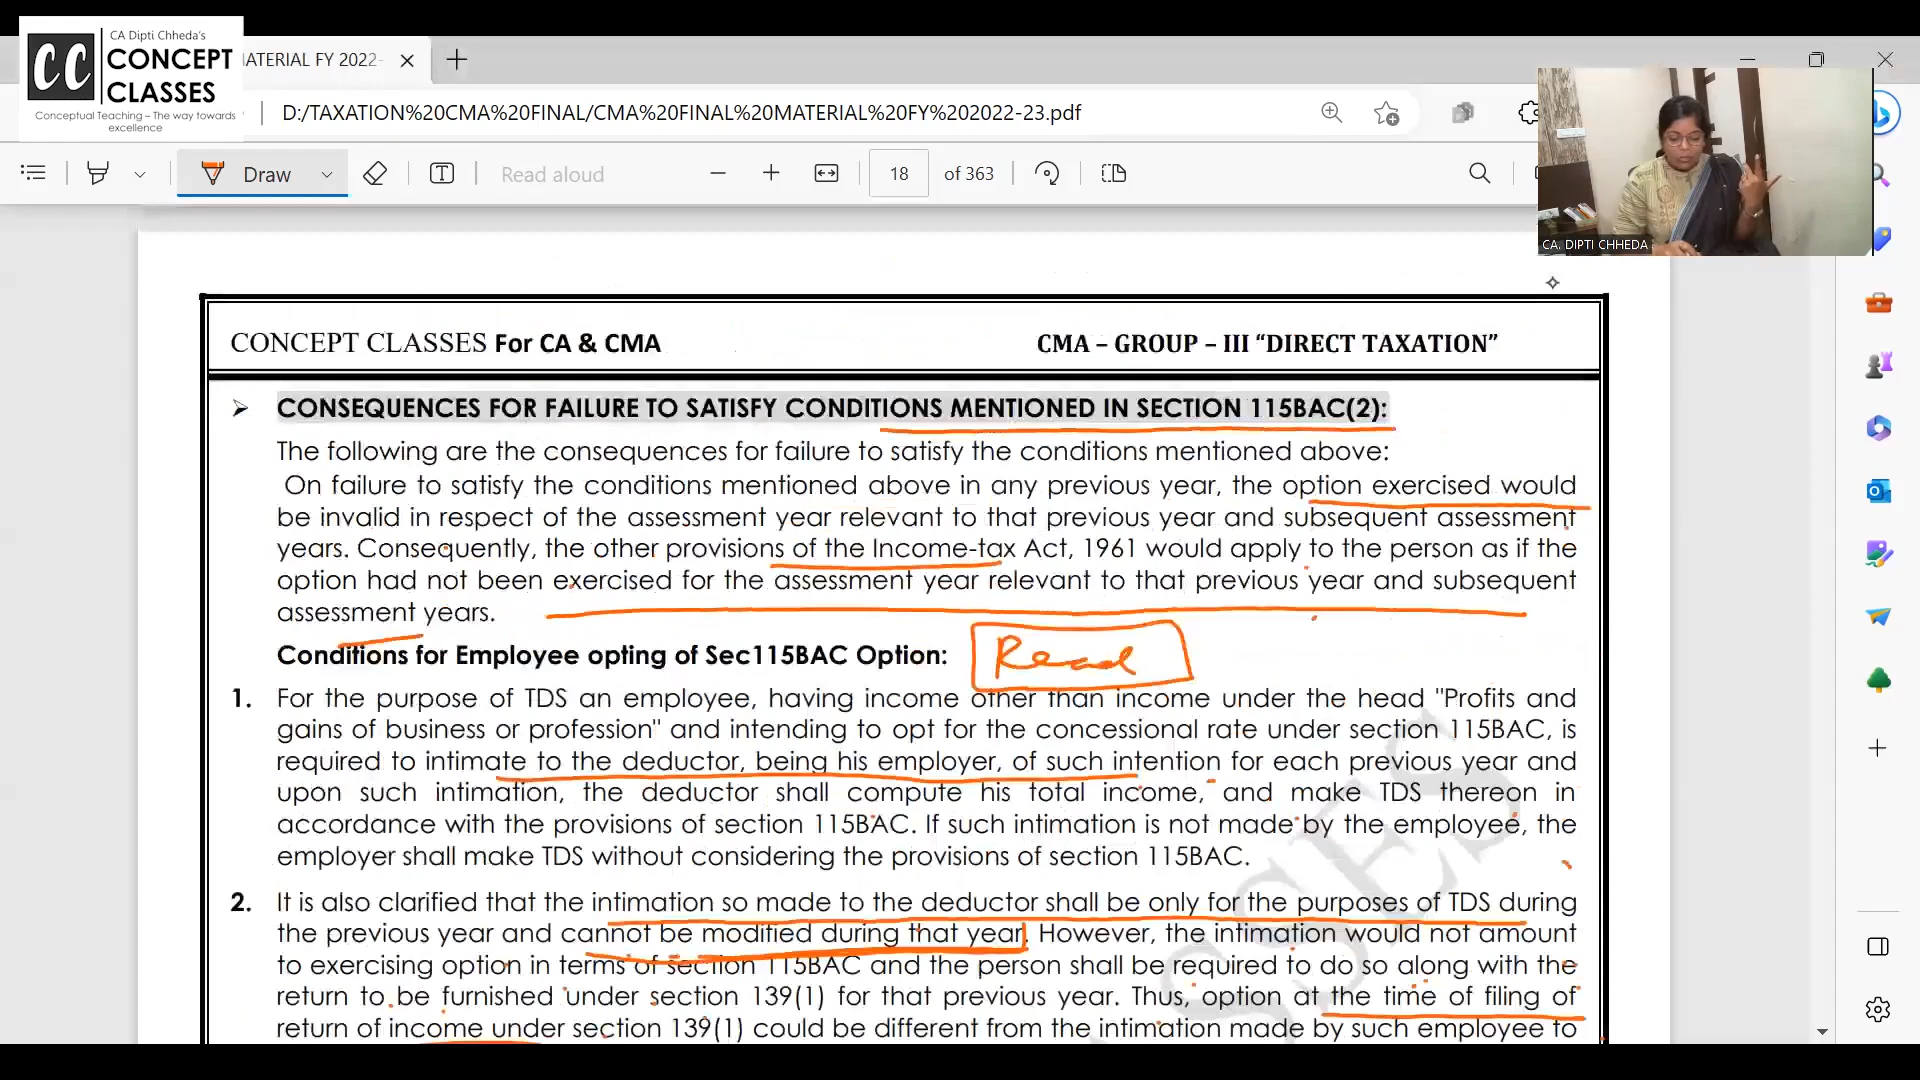 CA Dipti Chheda's
CONCEPT
CLASSES
Conceptual Teaching – The way towards
excellence
CC
ATERIAL FY 2022-
D:/TAXATION%20CMA%20FINAL/CMA%20FINAL%20MATERIAL%20FY%202022-23.pdf
Draw
Read aloud
18
of 363
CA. DIPTI CHHEDA
CONCEPT CLASSES For CA & CMA
CMA – GROUP – III “DIRECT TAXATION”
CONSEQUENCES FOR FAILURE TO SATISFY CONDITIONS MENTIONED IN SECTION 115BAC(2):
The following are the consequences for failure to satisfy the conditions mentioned above:
On failure to satisfy the conditions mentioned above in any previous year, the option exercised would
be invalid in respect of the assessment year relevant to that previous year and subsequent assessment
years. Consequently, the other provisions of the Income-tax Act, 1961 would apply to the person as if the
option had not been exercised for the assessment year relevant to that previous year and subsequent
assessment years.
Conditions for Employee opting of Sec115BAC Option:
Read
1. For the purpose of TDS an employee, having income other than income under the head "Profits and
gains of business or profession" and intending to opt for the concessional rate under section 115BAC, is
required to intimate to the deductor, being his employer, of such intention for each previous year and
upon such intimation, the deductor shall compute his total income, and make TDS thereon in
accordance with the provisions of section 115BAC. If such intimation is not made by the employee, the
employer shall make TDS without considering the provisions of section 115BAC.
2. It is also clarified that the intimation so made to the deductor shall be only for the purposes of TDS during
the previous year and cannot be modified during that year. However, the intimation would not amount
to exercising option in terms of section 115BAC and the person shall be required to do so along with the
return to be furnished under section 139(1) for that previous year. Thus, option at the time of filing of
return of income under section 139(1) could be different from the intimation made by such employee to